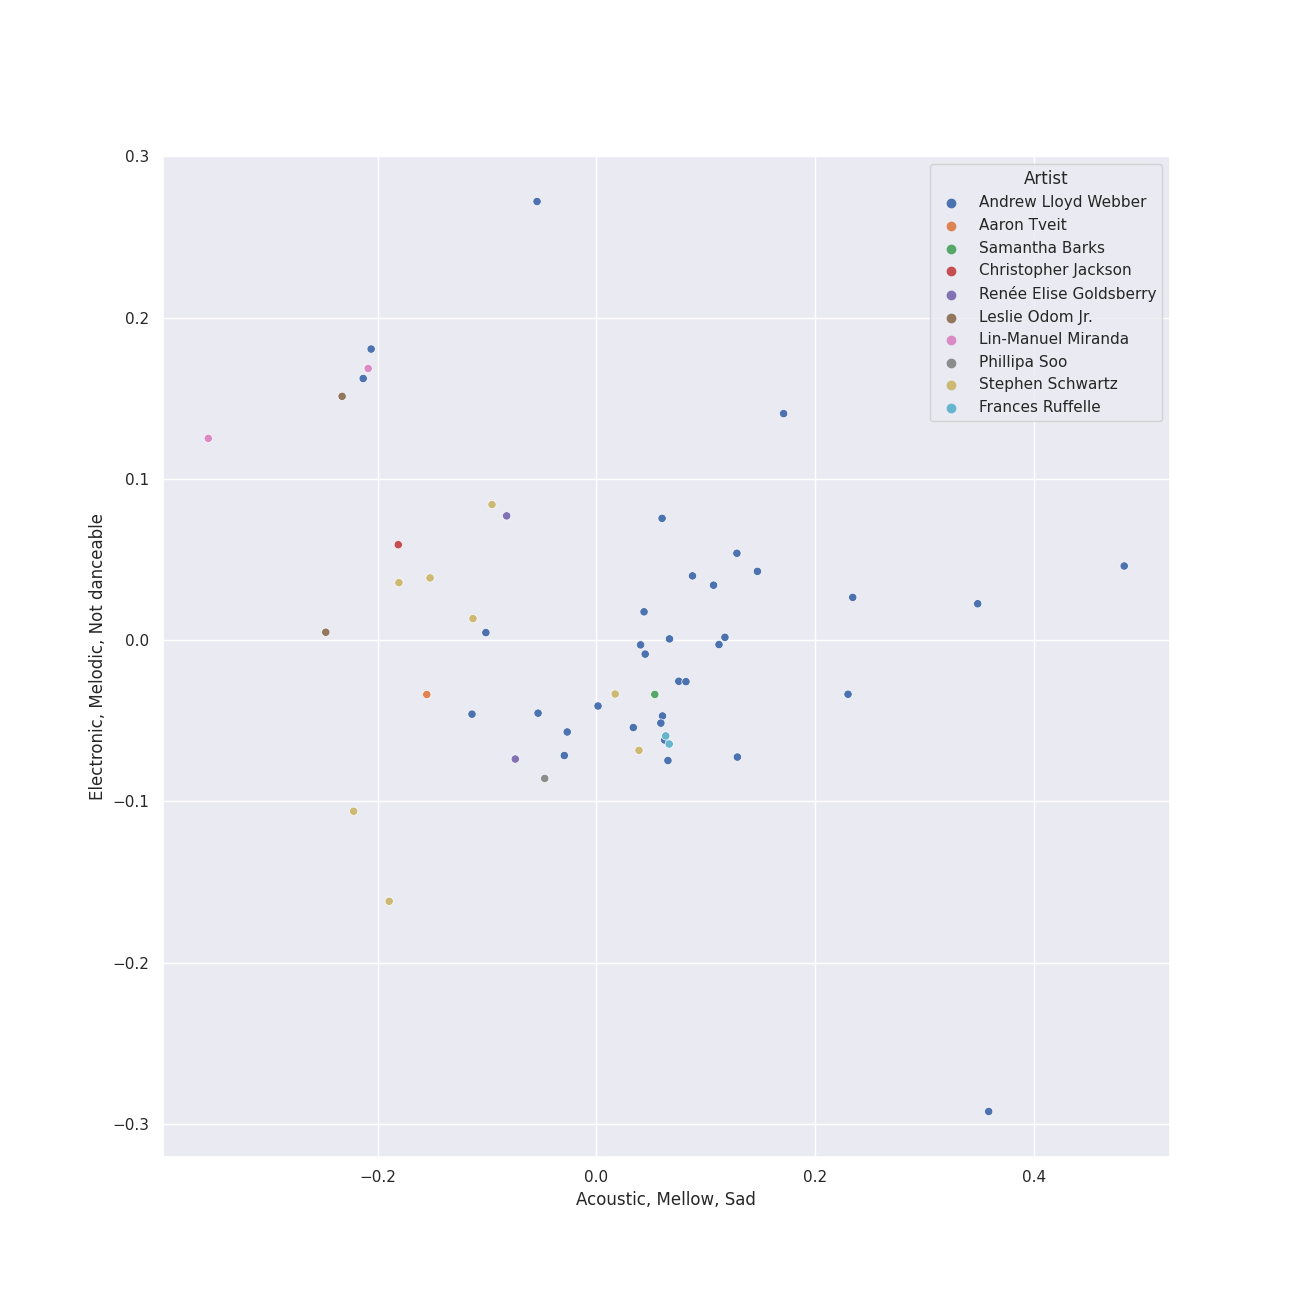 0.3
0.2
0.1
0.0
−0.1
−0.2
−0.3
Electronic, Melodic, Not danceable
−0.2
0.0
0.2
0.4
Acoustic, Mellow, Sad
Artist
Andrew Lloyd Webber
Aaron Tveit
Samantha Barks
Christopher Jackson
Renée Elise Goldsberry
Leslie Odom Jr.
Lin-Manuel Miranda
Phillipa Soo
Stephen Schwartz
Frances Ruffelle